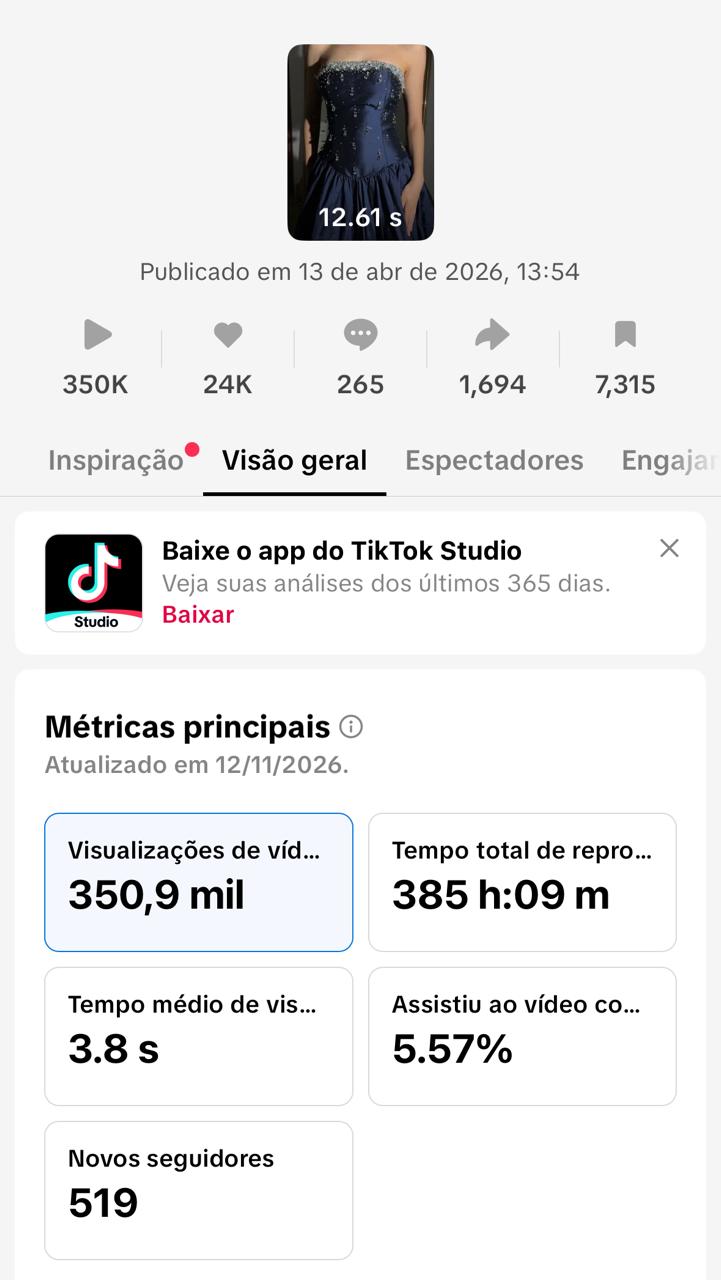 12.61 s
Publicado em 13 de abr de 2026, 13:54
350K 24K 265 1,694 7,315
Inspiração Visão geral Espectadores Engajar
Baixe o app do TikTok Studio
Veja suas análises dos últimos 365 dias.
Baixar
Studio
Métricas principais
Atualizado em 12/11/2026.
Visualizações de víd... Tempo total de repro...
350,9 mil 385 h:09 m
Tempo médio de vis... Assistiu ao vídeo co...
3.8 s 5.57%
Novos seguidores
519